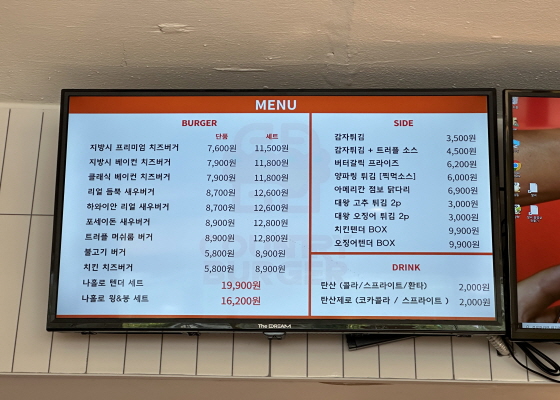 MENU
BURGER
단품 세트
지방시 프리미엄 치즈버거 7,600원 11,500원
지방시 베이컨 치즈버거 7,900원 11,800원
클래식 베이컨 치즈버거 7,900원 11,800원
리얼 듬뿍 새우버거 8,700원 12,600원
하와이안 리얼 새우버거 8,700원 12,600원
포세이돈 새우버거 8,900원 12,800원
트러플 머쉬룸 버거 8,900원 12,800원
불고기 버거 5,800원 8,900원
치킨 치즈버거 5,800원 8,900원
나홀로 텐더 세트 19,900원
나홀로 윙&봉 세트 16,200원
SIDE
감자튀김 3,500원
감자튀김 + 트러플 소스 4,500원
버터갈릭 프라이즈 6,200원
양파링 튀김 [찍먹소스] 6,000원
아메리칸 점보 닭다리 6,900원
대왕 고추 튀김 2p 3,000원
대왕 오징어 튀김 2p 3,000원
치킨텐더 BOX 9,900원
오징어텐더 BOX 9,900원
DRINK
탄산 (콜라/스프라이트/환타) 2,000원
탄산제로 (코카콜라 / 스프라이트 ) 2,000원
The EDREAM